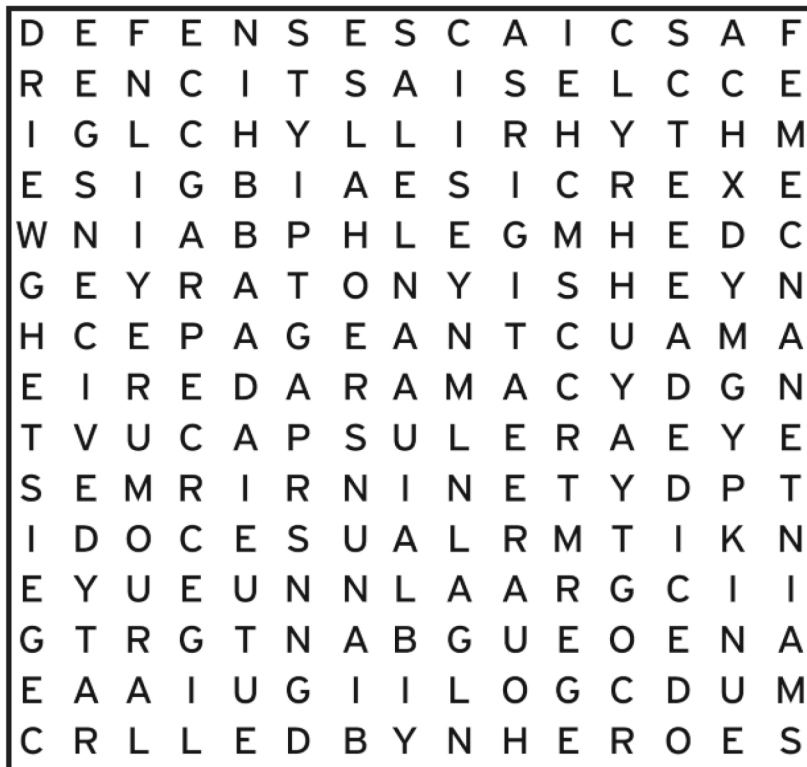 D E F E N S E S C A I C S A F
R E N C I T S A I S E L C C E
I G L C H Y L L I R H Y T H M
E S I G B I A E S I C R E X E
W N I A B P H L E G M H E D C
G E Y R A T O N Y I S H E Y N
H C E P A G E A N T C U A M A
E I R E D A R A M A C Y D G N
T V U C A P S U L E R A E Y E
S E M R I R N I N E T Y D P T
I D O C E S U A L R M T I K N
E Y U E U N N L A A R G C I I
G T R G T N A B G U E O E N A
E A A I U G I I L O G C D U M
C R L L E D B Y N H E R O E S